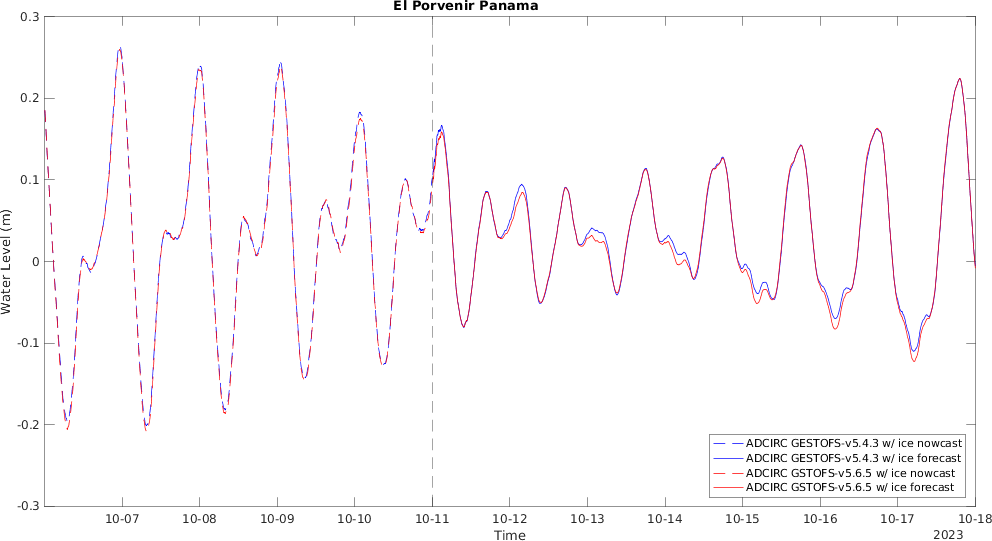 El Porvenir Panama
0.3
0.2
0.1
0
-0.1
-0.2
-0.3
Water Level (m)
ADCIRC GESTOFS-v5.4.3 w/ ice nowcast
ADCIRC GESTOFS-v5.4.3 w/ ice forecast
ADCIRC GSTOFS-v5.6.5 w/ ice nowcast
ADCIRC GSTOFS-v5.6.5 w/ ice forecast
10-07 10-08 10-09 10-10 10-11 10-12 10-13 10-14 10-15 10-16 10-17 10-18
Time
2023